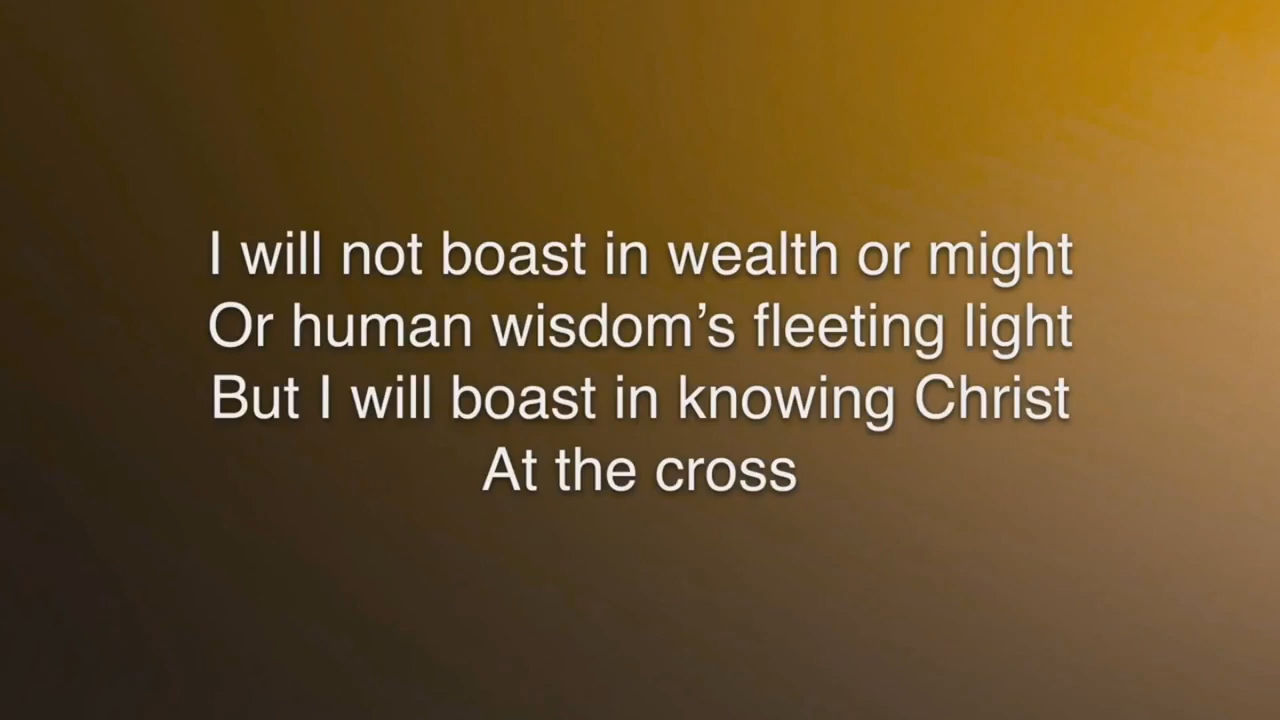 I will not boast in wealth or might
Or human wisdom’s fleeting light
But I will boast in knowing Christ
At the cross